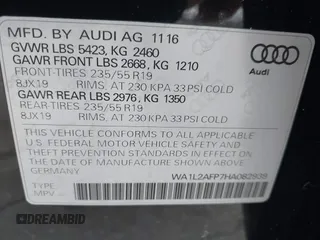 MFD. BY AUDI AG 11 16
GVWR LBS 5423, KG 2460
GAWR FRONT LBS 2668, KG 1210
FRONT-TIRES 235/55 R19
8JX19 RIMS, AT 230 KPA 33 PSI COLD
GAWR REAR LBS 2976, KG 1350
REAR TIRES 235/55 R19
8JX19 RIMS, AT 230 KPA 33 PSI COLD
Audi
THIS VEHICLE CONFORMS TO ALL APPLICABLE
U.S. FEDERAL MOTOR VEHICLE SAFETY AND
THEFT PREVENTION STANDARDS IN EFFECT ON
THE DATE OF MANUFACTURE SHOWN ABOVE
GERMANY
WA1L2AFP7HA062939
TYPE
MPV
DREAMBID